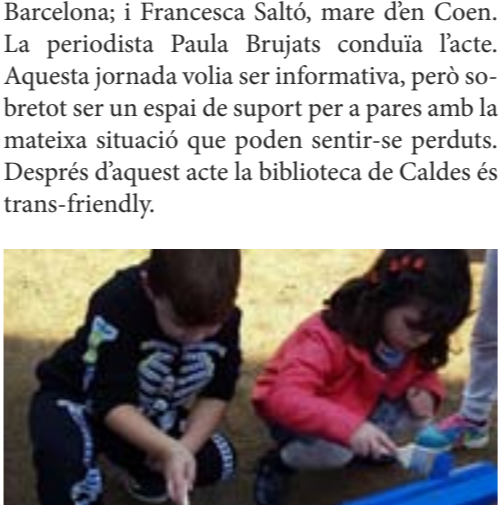 Barcelona; i Francesca Saltó, mare d'en Coen.
La periodista Paula Brujats conduïa l'acte.
Aquesta jornada volia ser informativa, però so-
bretot ser un espai de suport per a pares amb la
mateixa situació que poden sentir-se perduts.
Després d'aquest acte la biblioteca de Caldes és
trans-friendly.